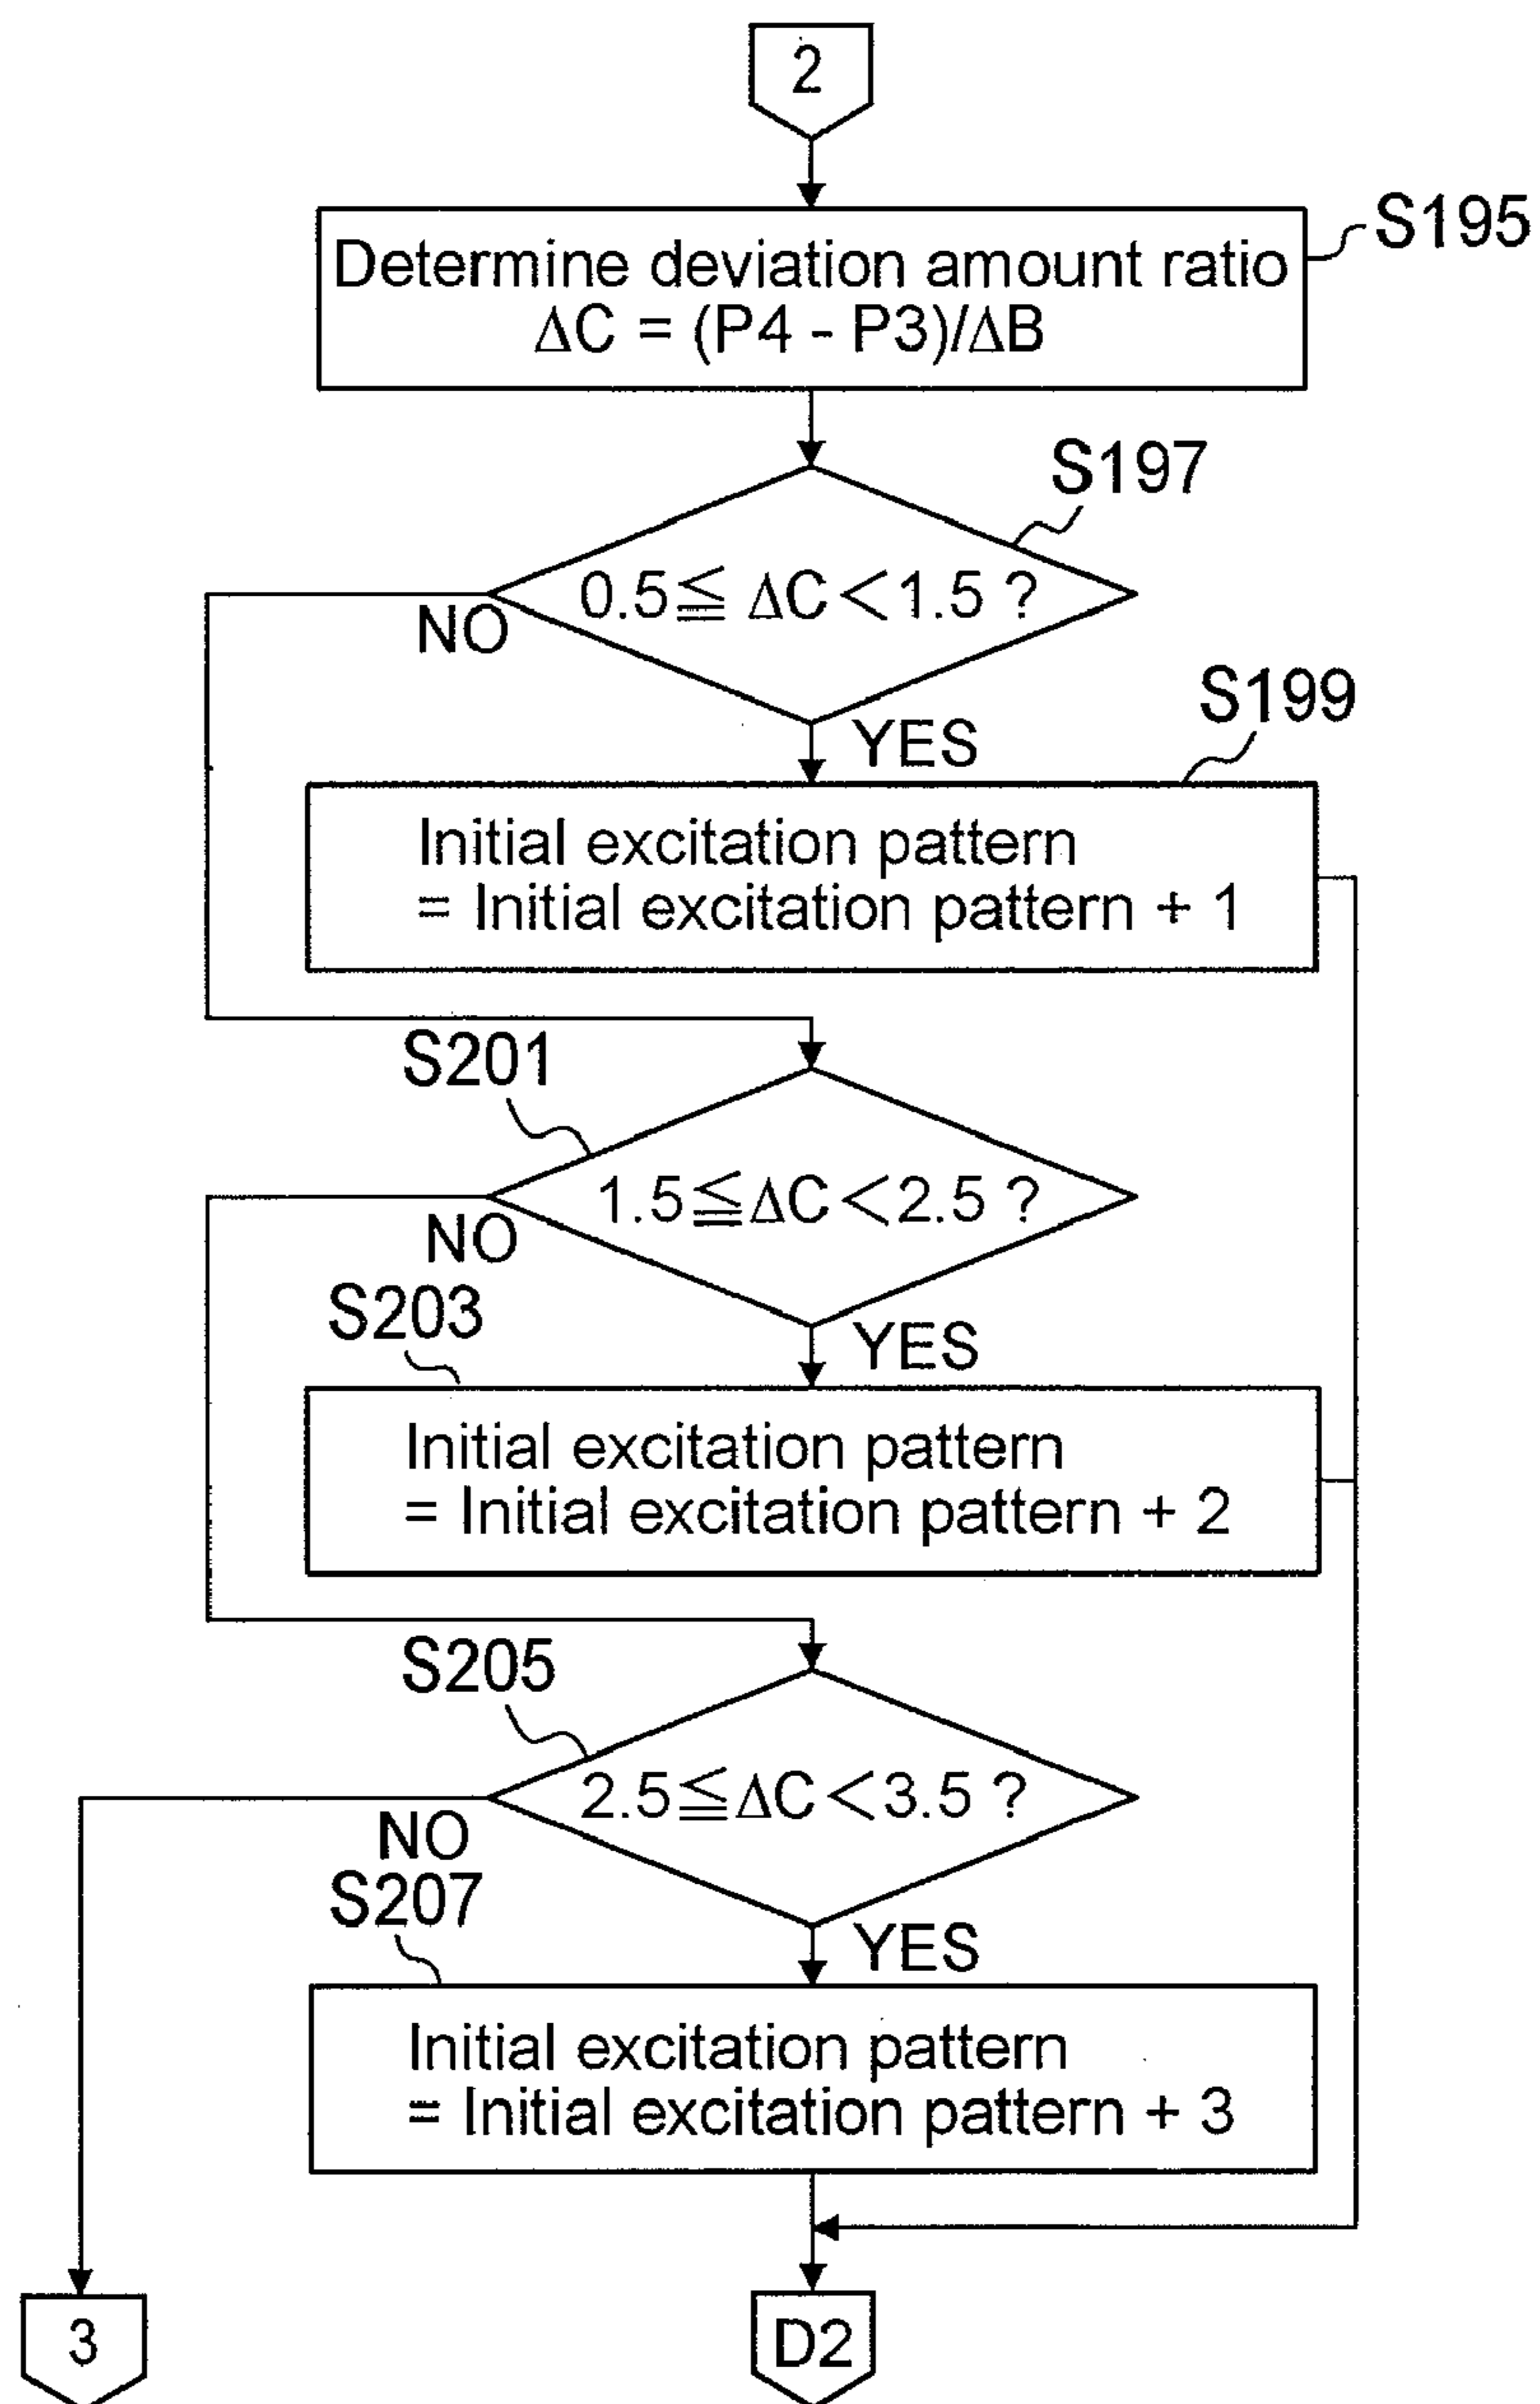 2
S195
Determine deviation amount ratio
ΔC = (P4 - P3)/ΔB
S197
0.5≦ ΔC<1.5 ?
NO
YES
S199
Initial excitation pattern
= Initial excitation pattern + 1
S201
1.5≦ΔC<2.5 ?
NO
YES
S203
Initial excitation pattern
= Initial excitation pattern + 2
S205
2.5≦ΔC<3.5 ?
NO
YES
S207
Initial excitation pattern
= Initial excitation pattern + 3
3
D2